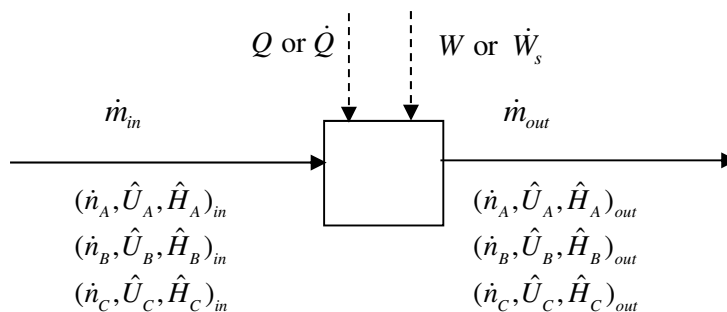 Q or Q̇ W or Ẇₛ
ṁ_in ṁ_out
(ṅ_A, Û_A, Ĥ_A)_in (ṅ_A, Û_A, Ĥ_A)_out
(ṅ_B, Û_B, Ĥ_B)_in (ṅ_B, Û_B, Ĥ_B)_out
(ṅ_C, Û_C, Ĥ_C)_in (ṅ_C, Û_C, Ĥ_C)_out